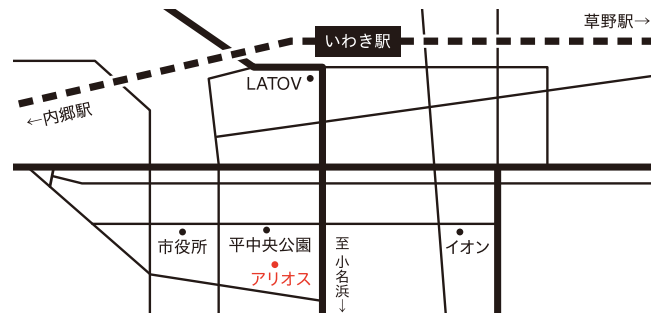 草野駅→
いわき駅
LATOV
←内郷駅
市役所
平中央公園
アリオス
至小名浜↓
イオン